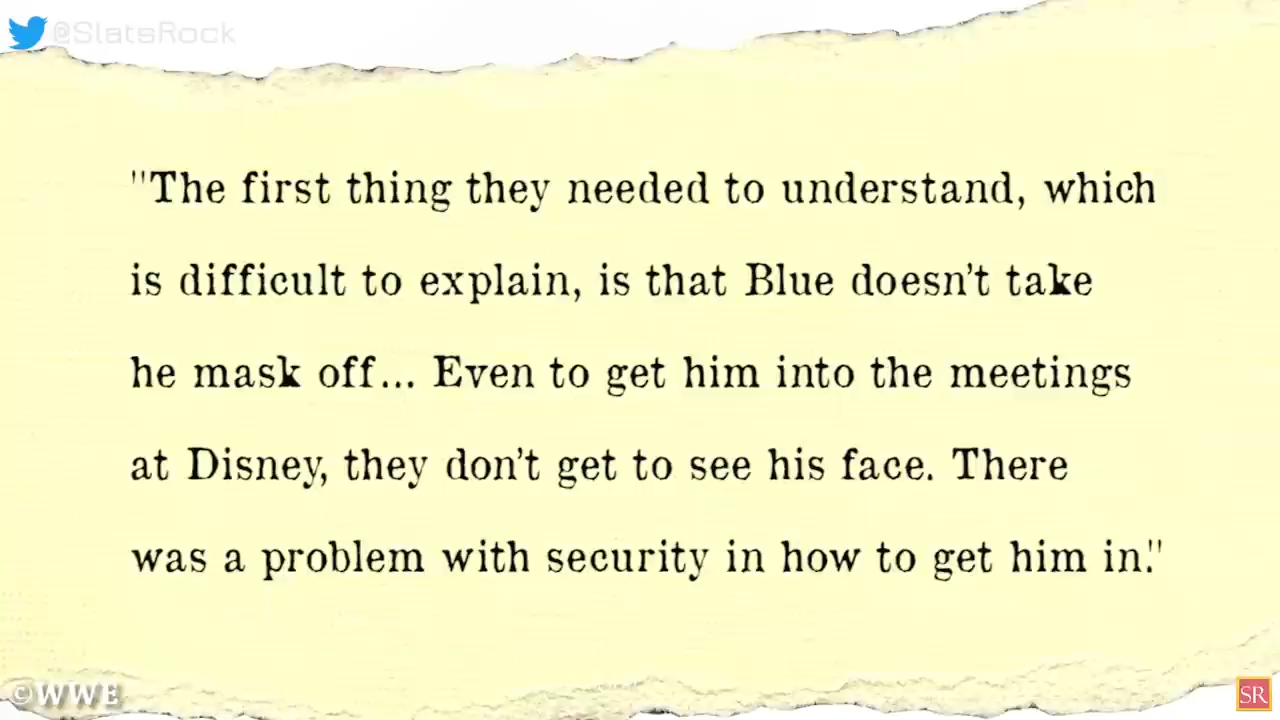 @SlatsRock
"The first thing they needed to understand, which
is difficult to explain, is that Blue doesn't take
he mask off... Even to get him into the meetings
at Disney, they don't get to see his face. There
was a problem with security in how to get him in."
©WWE
SR